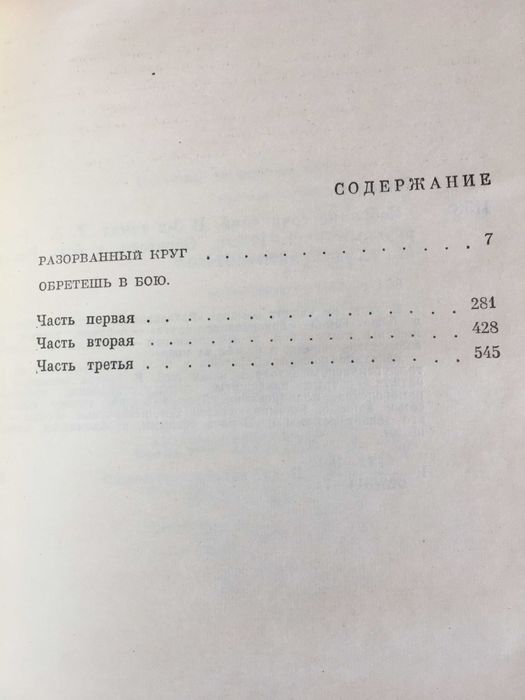 СОДЕРЖАНИЕ
РАЗОРВАННЫЙ КРУГ . . . . . . . . . . . . . 7
ОБРЕТЕШЬ В БОЮ.
Часть первая . . . . . . . . . . . . . . . 281
Часть вторая . . . . . . . . . . . . . . . 428
Часть третья . . . . . . . . . . . . . . . 545